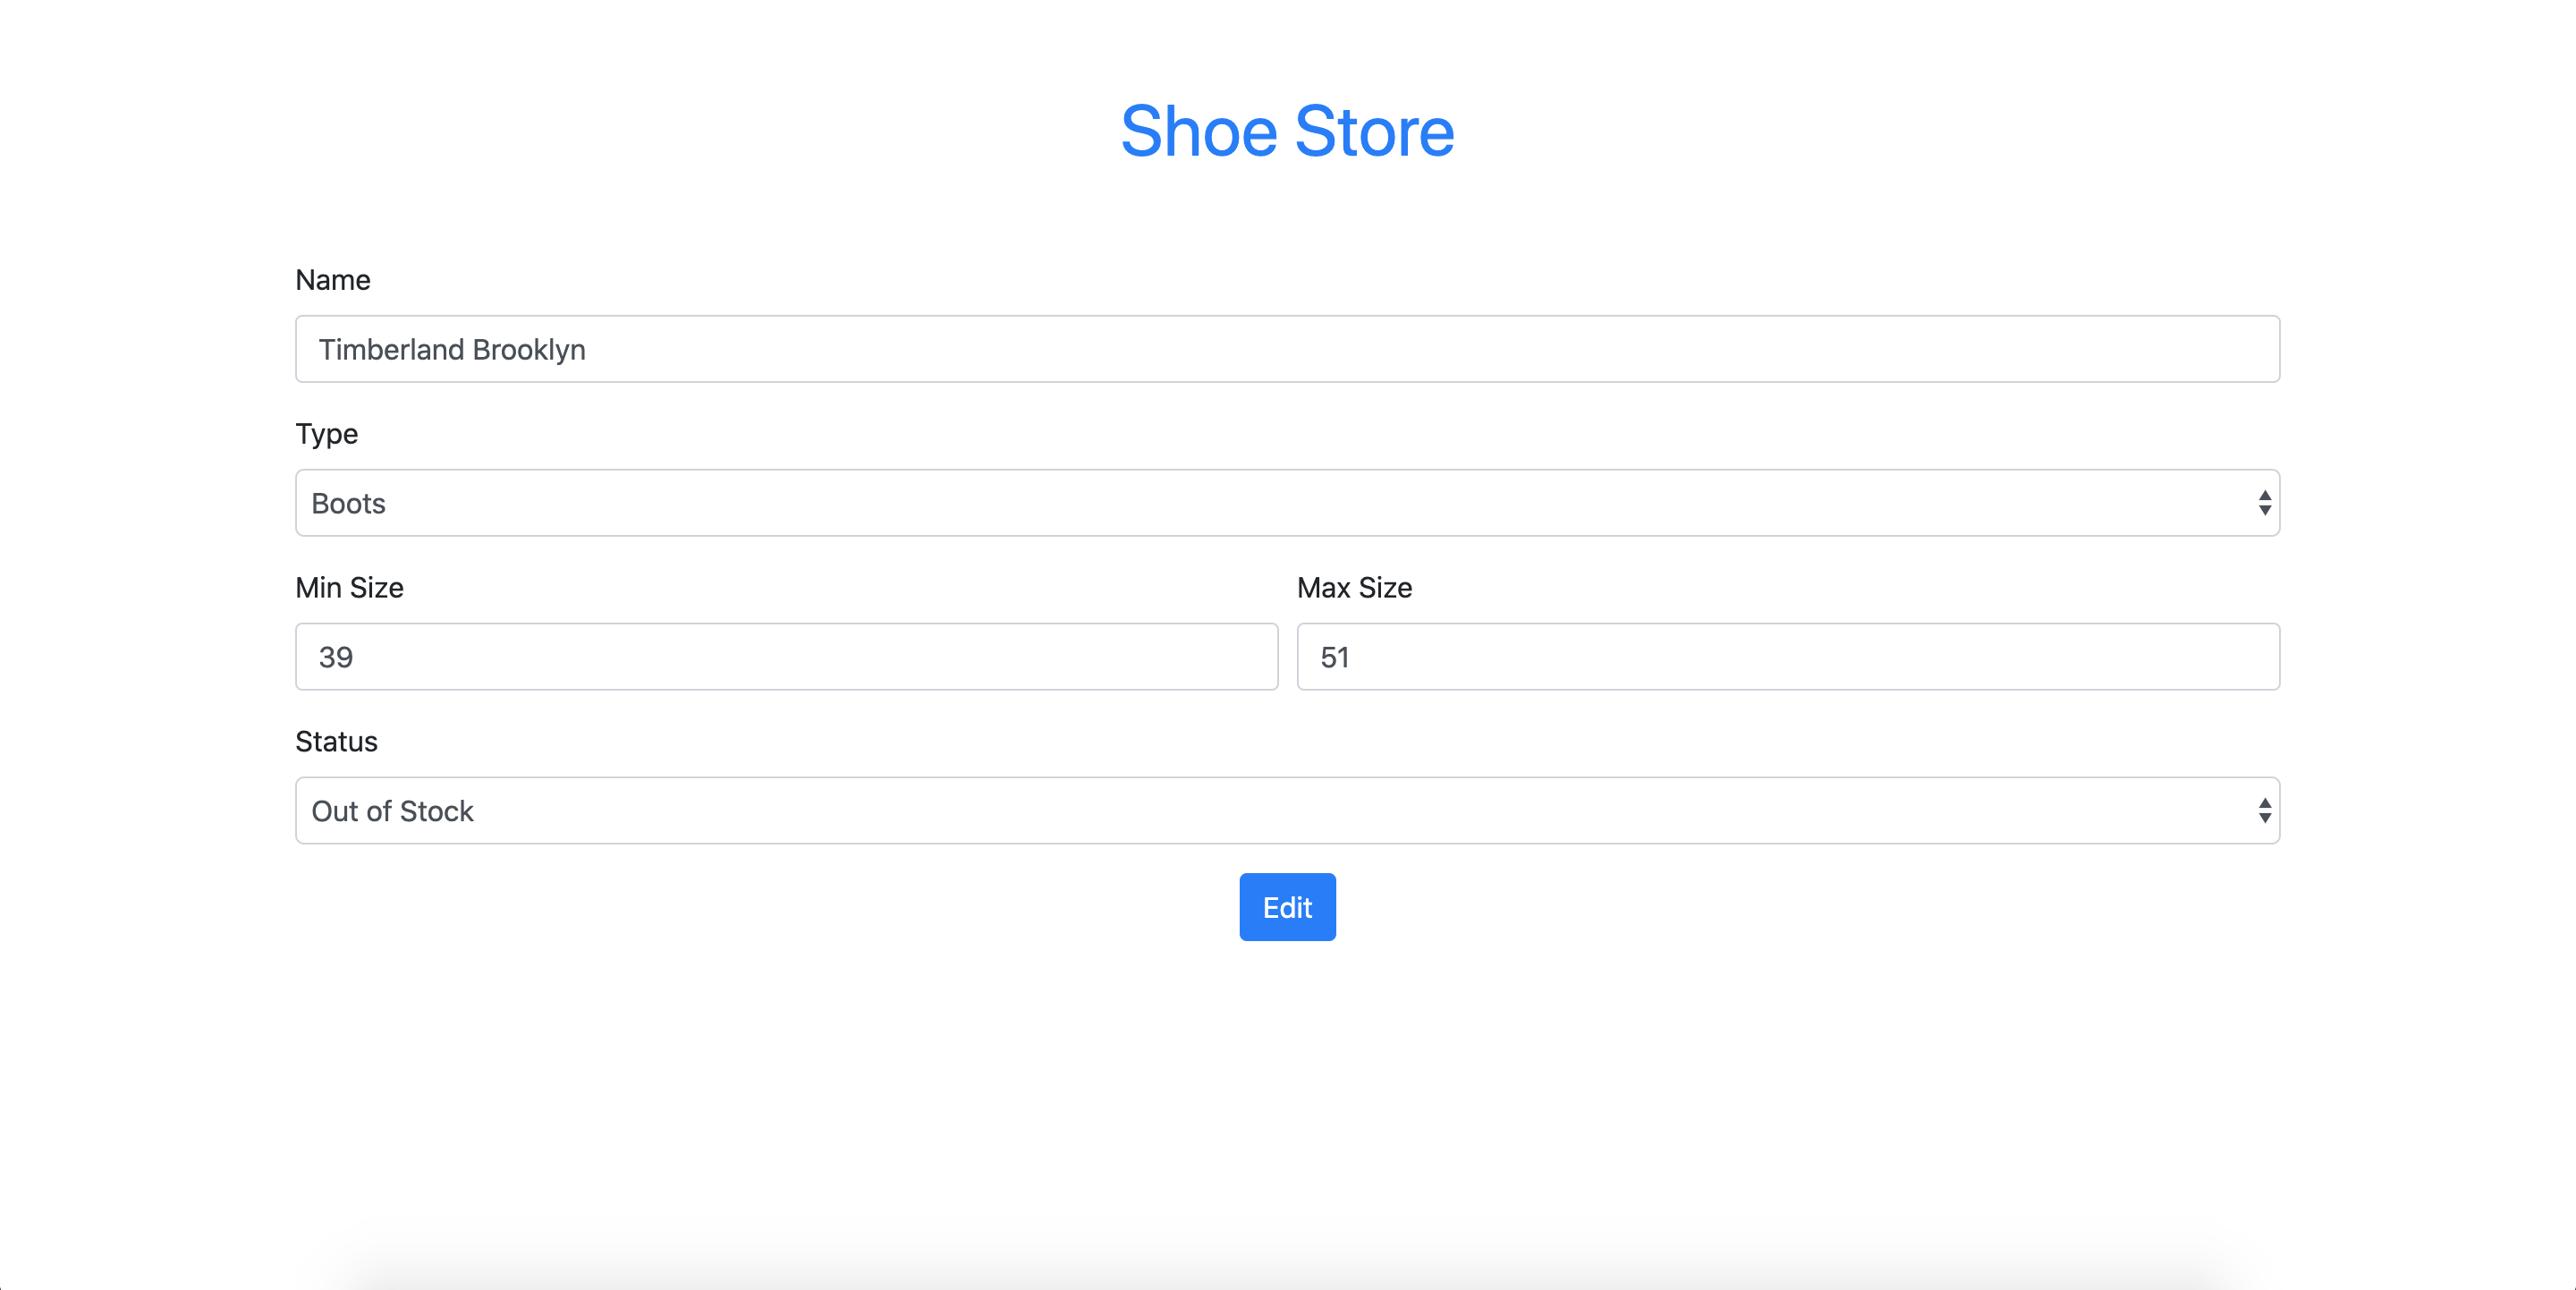 Shoe Store
Name
Timberland Brooklyn
Type
Boots
Min Size
Max Size
39
51
Status
Out of Stock
Edit